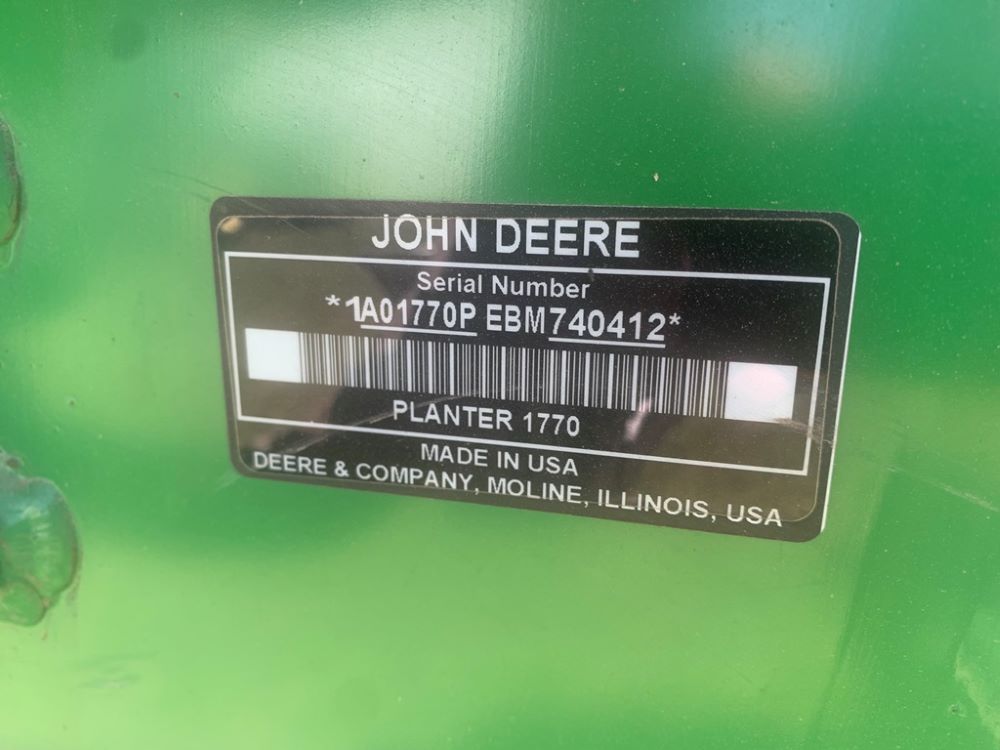 JOHN DEERE
Serial Number
*1A01770P EBM740412*
PLANTER 1770
MADE IN USA
DEERE & COMPANY, MOLINE, ILLINOIS, USA